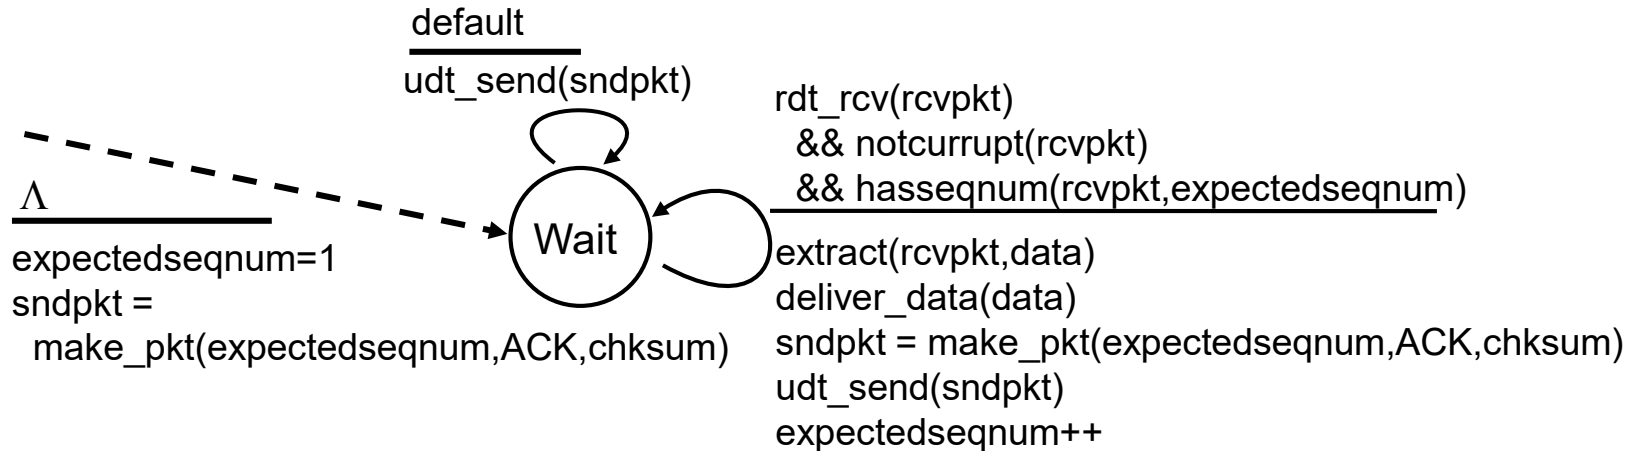 default
udt_send(sndpkt)
rdt_rcv(rcvpkt)
&& notcurrupt(rcvpkt)
&& hasseqnum(rcvpkt,expectedseqnum)
Λ
Wait
expectedseqnum=1
sndpkt =
make_pkt(expectedseqnum,ACK,chksum)
extract(rcvpkt,data)
deliver_data(data)
sndpkt = make_pkt(expectedseqnum,ACK,chksum)
udt_send(sndpkt)
expectedseqnum++